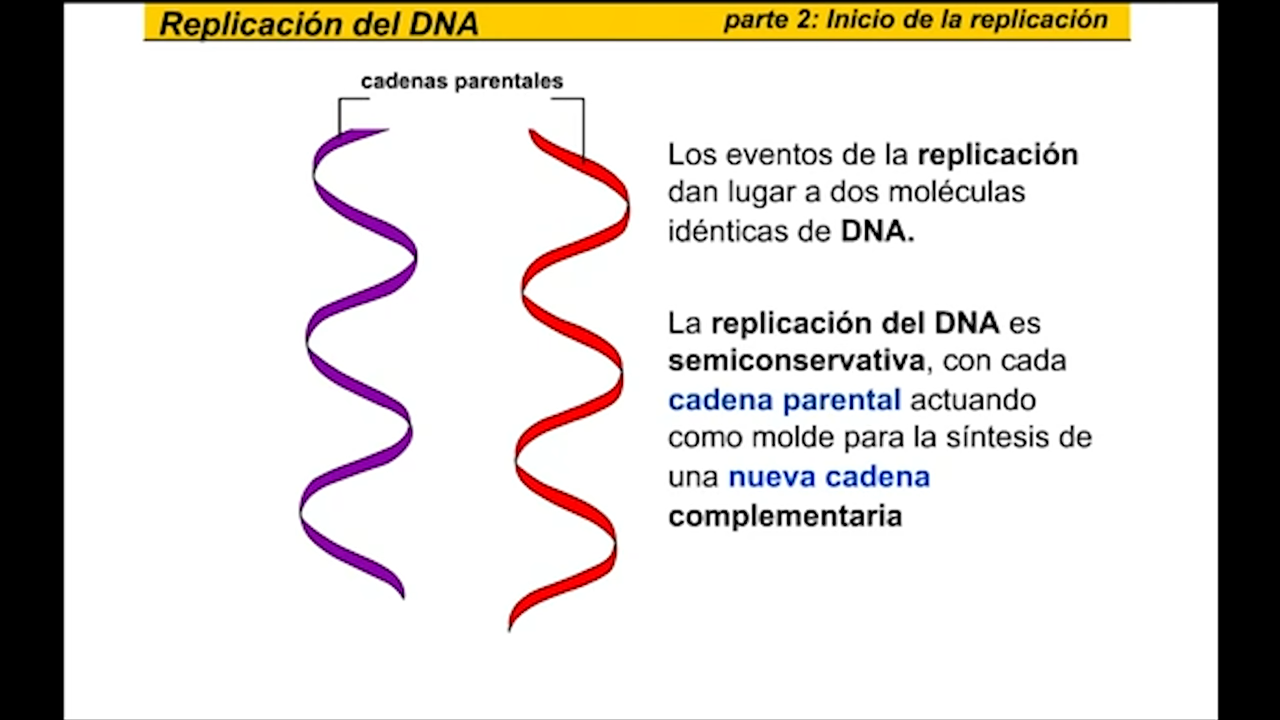 Replicación del DNA
parte 2: Inicio de la replicación
cadenas parentales
Los eventos de la replicación
dan lugar a dos moléculas
idénticas de DNA.
La replicación del DNA es
semiconservativa, con cada
cadena parental actuando
como molde para la síntesis de
una nueva cadena
complementaria